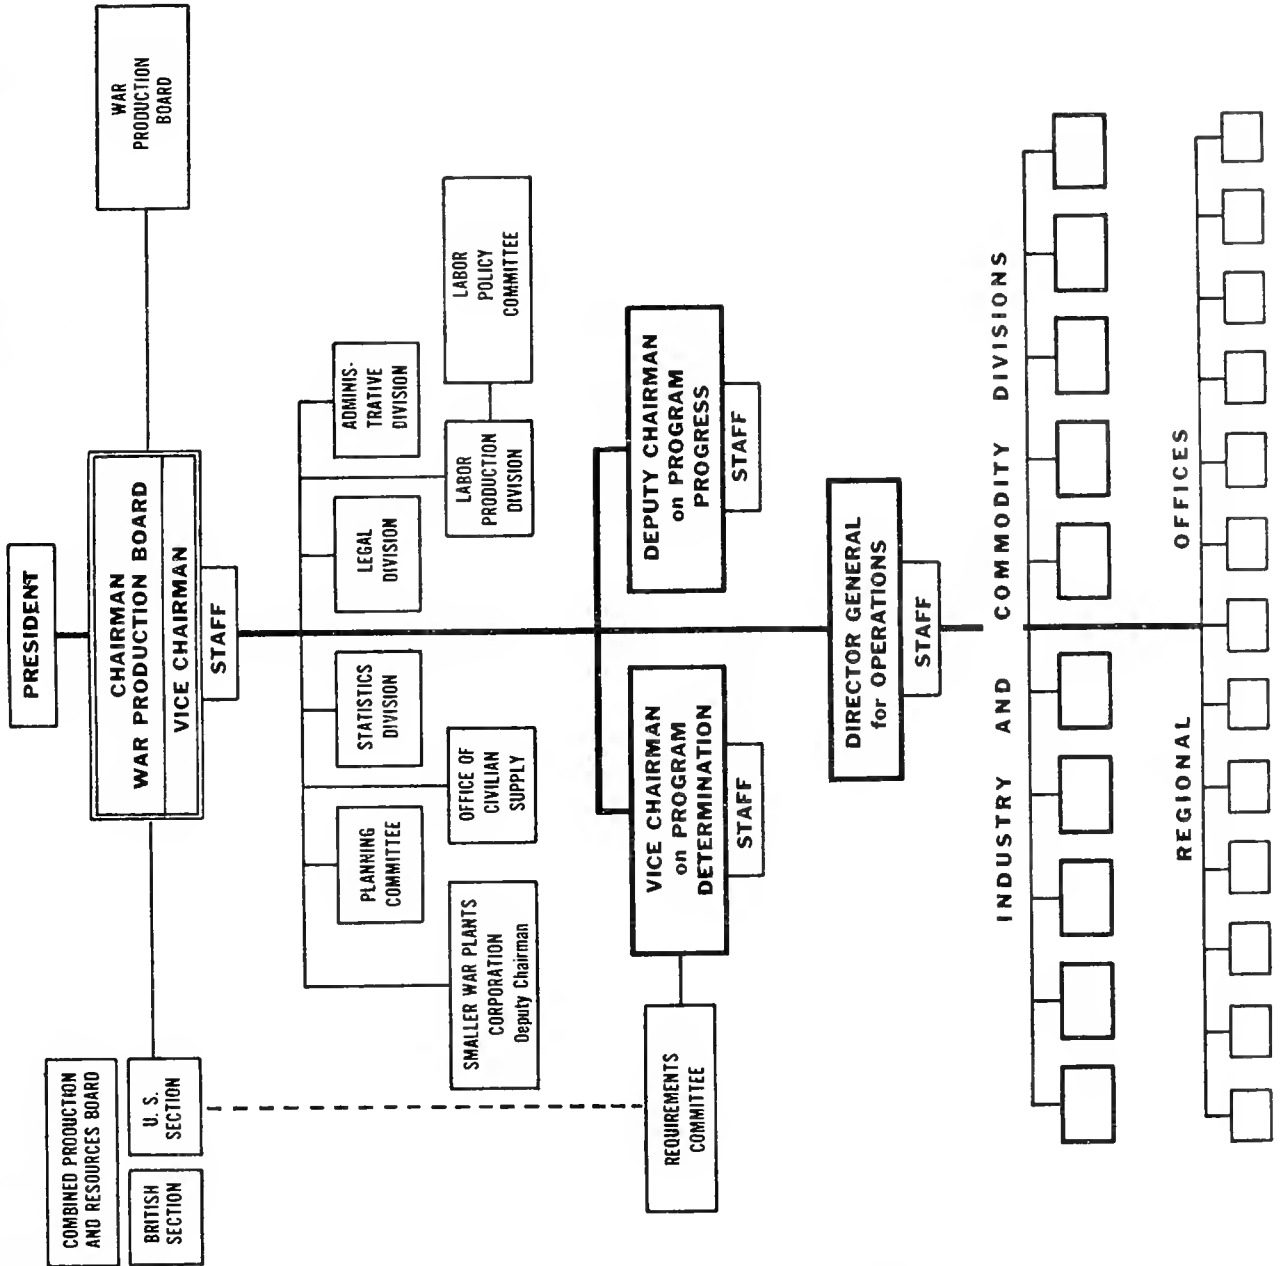 PRESIDENT
CHAIRMAN
WAR PRODUCTION BOARD
VICE CHAIRMAN
STAFF
WAR
PRODUCTION
BOARD
COMBINED PRODUCTION
AND RESOURCES BOARD
BRITISH
SECTION
U. S.
SECTION
PLANNING
COMMITTEE
STATISTICS
DIVISION
LEGAL
DIVISION
ADMINIS-
TRATIVE
DIVISION
SMALLER WAR PLANTS
CORPORATION
Deputy Chairman
OFFICE OF
CIVILIAN
SUPPLY
LABOR
PRODUCTION
DIVISION
LABOR
POLICY
COMMITTEE
REQUIREMENTS
COMMITTEE
VICE CHAIRMAN
on PROGRAM
DETERMINATION
STAFF
DEPUTY CHAIRMAN
on PROGRAM
PROGRESS
STAFF
DIRECTOR GENERAL
for OPERATIONS
STAFF
INDUSTRY AND COMMODITY DIVISIONS
REGIONAL OFFICES